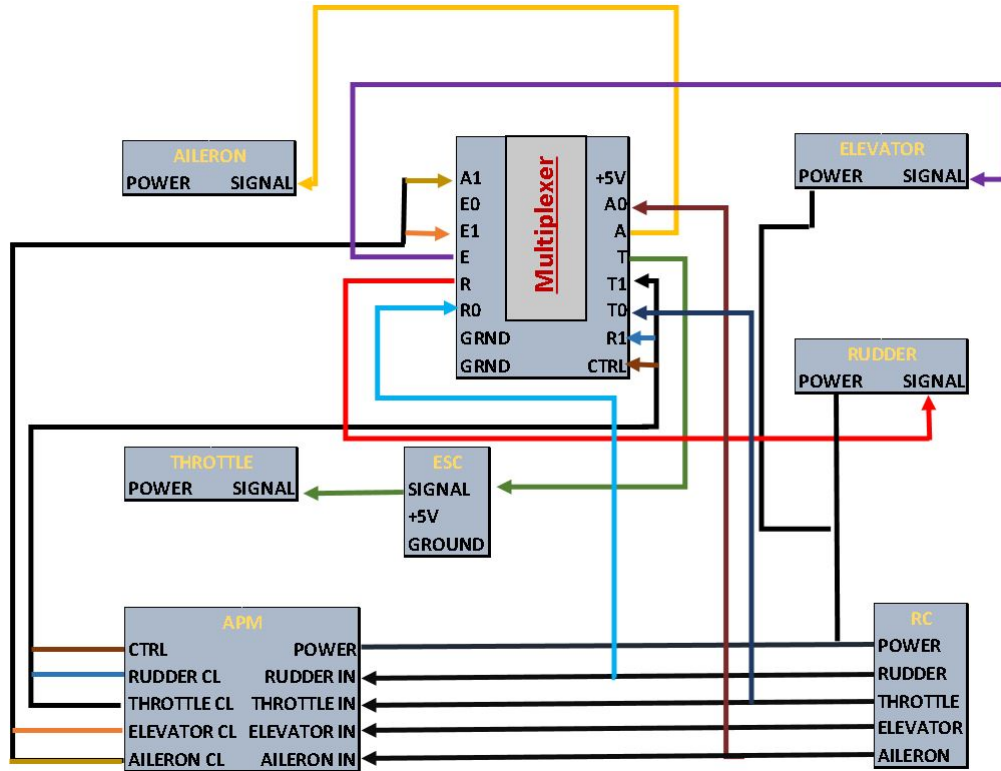 AILERON
POWER SIGNAL
Multiplexer
A1
E0
E1
E
R
R0
GRND
GRND
+5V
A0
A
T
T1
T0
R1
CTRL
ELEVATOR
POWER SIGNAL
RUDDER
POWER SIGNAL
THROTTLE
POWER SIGNAL
ESC
SIGNAL
+5V
GROUND
APM
CTRL POWER
RUDDER CL RUDDER IN
THROTTLE CL THROTTLE IN
ELEVATOR CL ELEVATOR IN
AILERON CL AILERON IN
RC
POWER
RUDDER
THROTTLE
ELEVATOR
AILERON